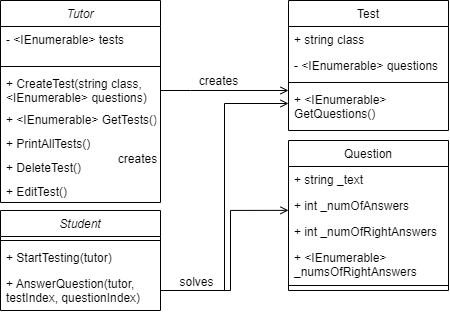 Tutor
- <IEnumerable> tests
+ CreateTest(string class,
<IEnumerable> questions)
+ <IEnumerable> GetTests()
+ PrintAllTests()
+ DeleteTest()
+ EditTest()
creates
creates
Test
+ string class
- <IEnumerable> questions
+ <IEnumerable>
GetQuestions()
Question
+ string _text
+ int _numOfAnswers
+ int _numOfRightAnswers
+ <IEnumerable>
_numsOfRightAnswers
Student
+ StartTesting(tutor)
+ AnswerQuestion(tutor,
testIndex, questionIndex)
solves